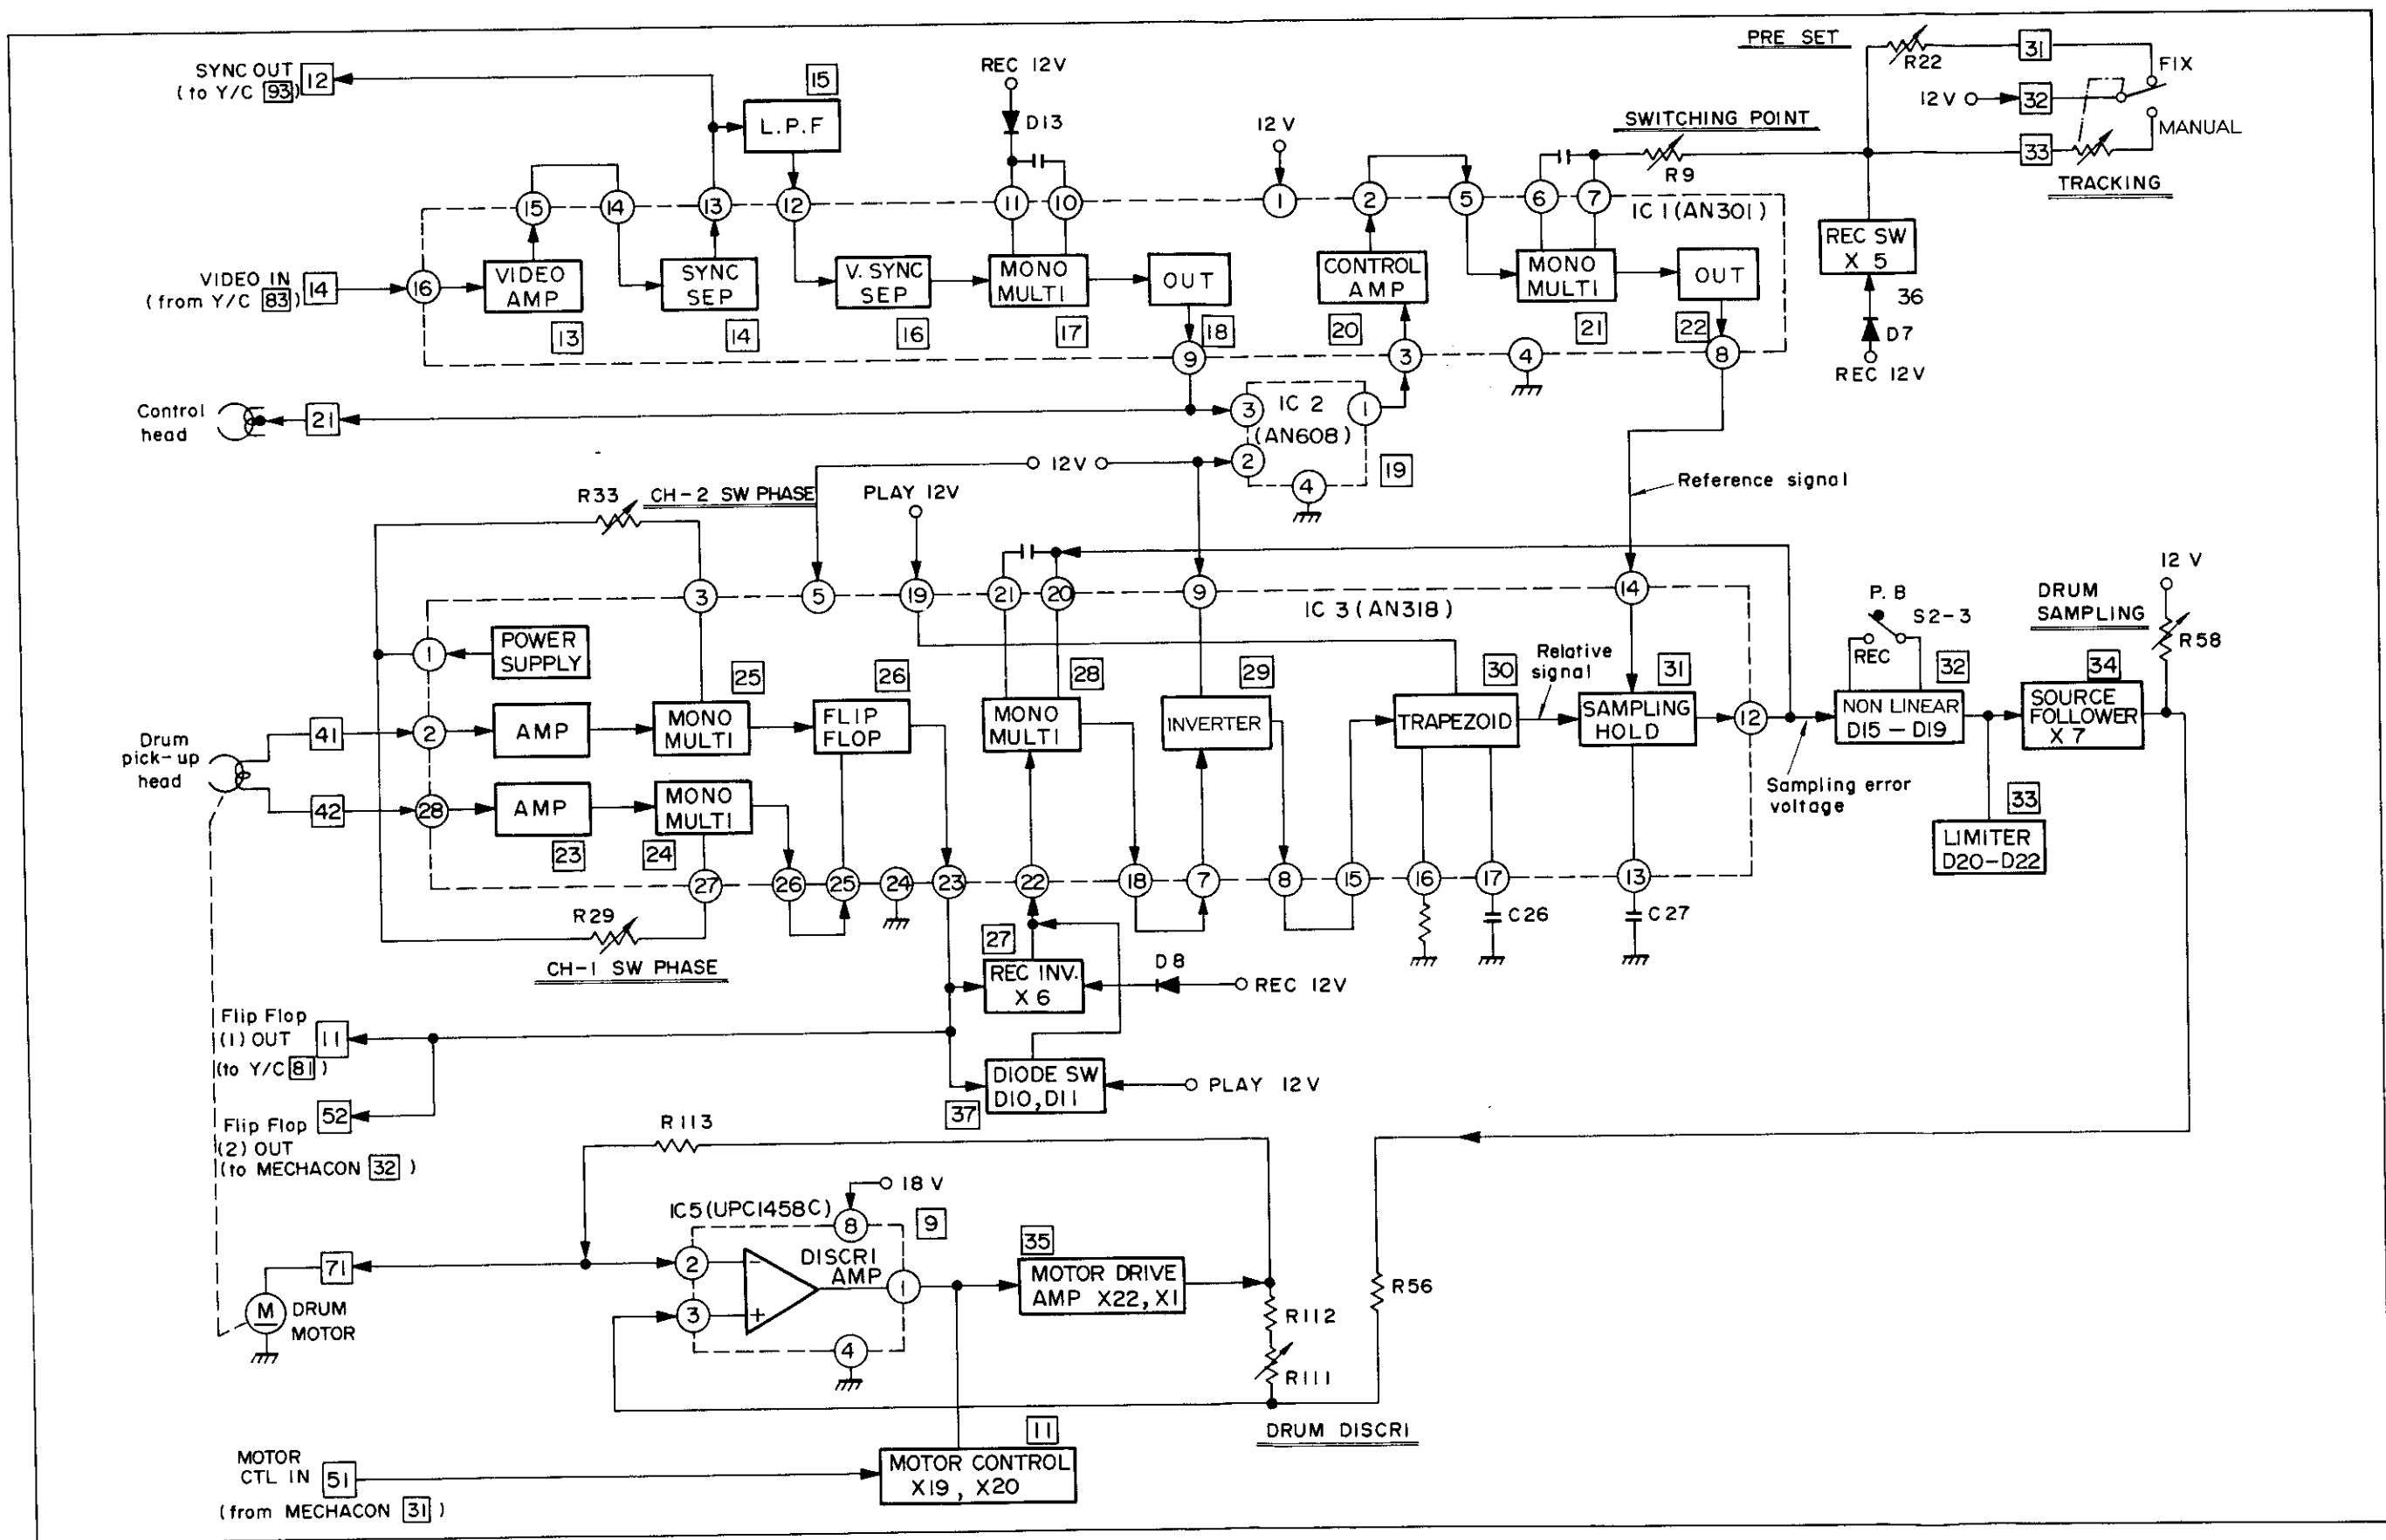 PRE SET
R22
31
FIX
12V
32
MANUAL
33
TRACKING
SWITCHING POINT
R9
SYNC OUT
(to Y/C 93)
12
15
L.P.F
REC 12V
D13
12V
15
14
13
12
11
10
1
2
5
6
7
IC 1 (AN301)
REC SW
X 5
36
D7
REC 12V
VIDEO IN
(from Y/C 83)
14
16
VIDEO
AMP
13
SYNC
SEP
14
V. SYNC
SEP
16
MONO
MULTI
17
OUT
18
CONTROL
AMP
20
MONO
MULTI
21
OUT
22
9
3
4
8
Control
head
21
3
IC 2
(AN608)
1
2
4
19
12V
Reference signal
R33
CH-2 SW PHASE
PLAY 12V
3
5
19
21
20
9
IC 3 (AN318)
14
1
POWER
SUPPLY
25
26
28
29
30
Relative
signal
31
P.B
S2-3
REC
32
DRUM
SAMPLING
12 V
R58
34
Drum
pick-up
head
41
2
AMP
MONO
MULTI
FLIP
FLOP
MONO
MULTI
INVERTER
TRAPEZOID
SAMPLING
HOLD
12
NON LINEAR
D15 - D19
SOURCE
FOLLOWER
X 7
Sampling error
voltage
33
LIMITER
D20-D22
42
28
AMP
23
MONO
MULTI
24
27
26
25
24
23
22
18
7
8
15
16
17
13
C26
C27
R29
CH-1 SW PHASE
27
REC INV.
X 6
D8
REC 12V
Flip Flop
(1) OUT
(to Y/C 81)
11
DIODE SW
D10, D11
PLAY 12V
37
Flip Flop
(2) OUT
(to MECHACON 32)
52
R113
18 V
IC5 (UPC1458C)
8
9
71
2
-
DISCRI
AMP
1
3
+
4
35
MOTOR DRIVE
AMP X22, X1
R112
R111
R56
DRUM DISCRI
M
DRUM
MOTOR
11
MOTOR CONTROL
X19, X20
MOTOR
CTL IN
51
(from MECHACON 31)